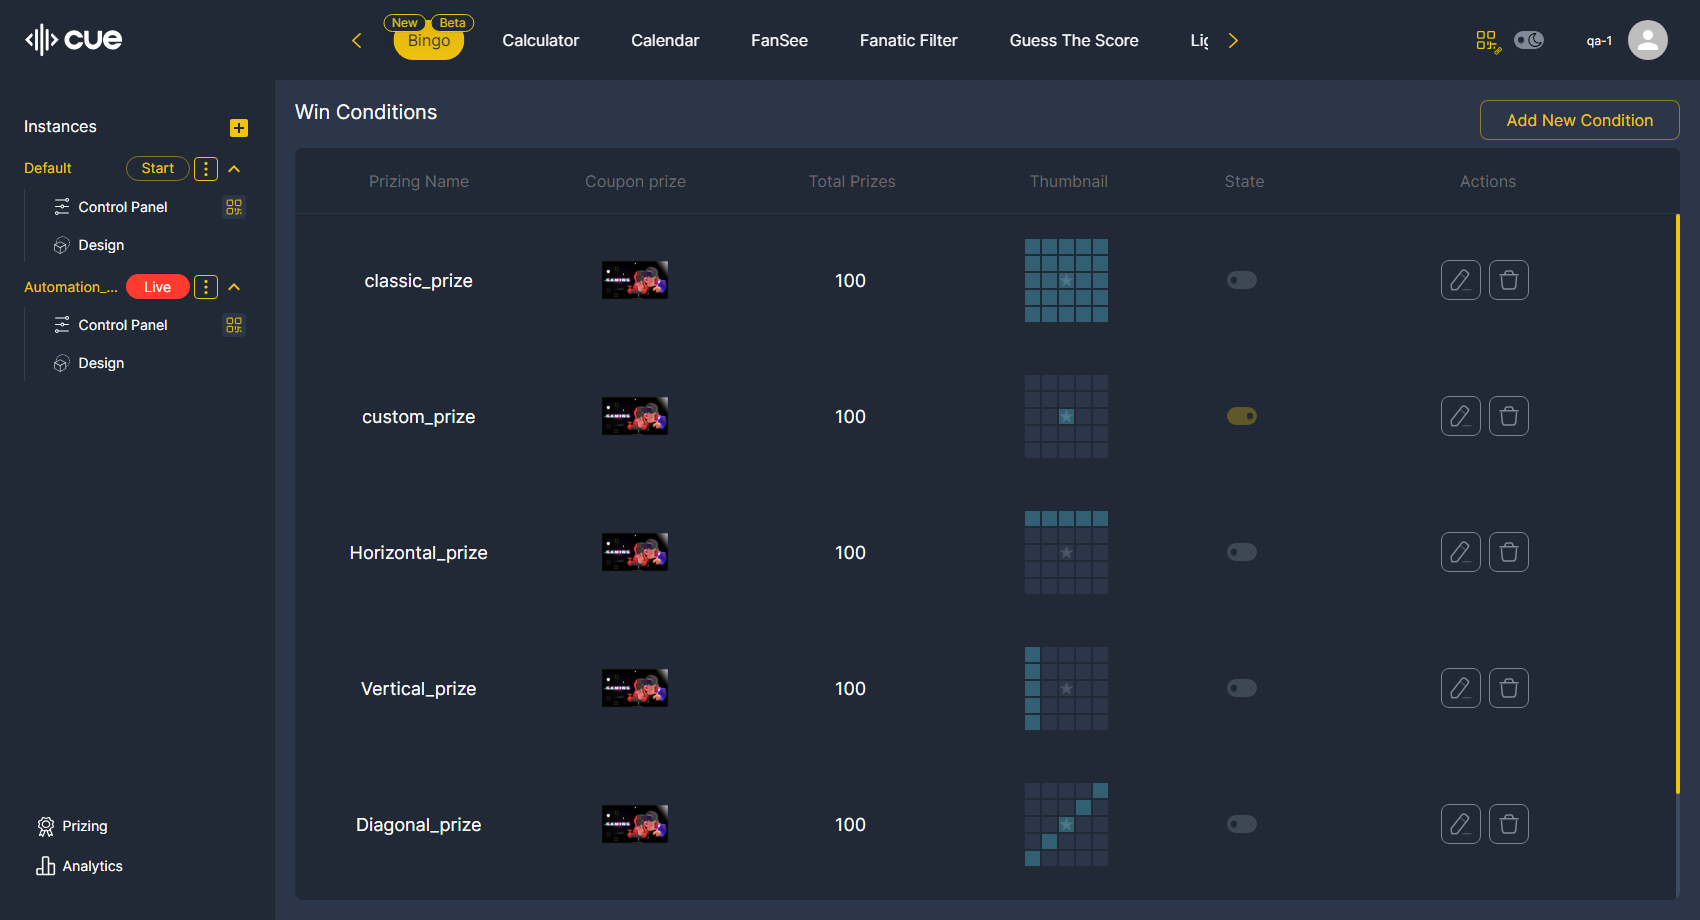 cue
New Beta
Bingo Calculator Calendar FanSee Fanatic Filter Guess The Score
qa-1
Instances
Default Start
Control Panel
Design
Automation_... Live
Control Panel
Design
Prizing
Analytics
Win Conditions
Add New Condition
Prizing Name Coupon prize Total Prizes Thumbnail State Actions
classic_prize GAMING 100
custom_prize GAMING 100
Horizontal_prize GAMING 100
Vertical_prize GAMING 100
Diagonal_prize GAMING 100